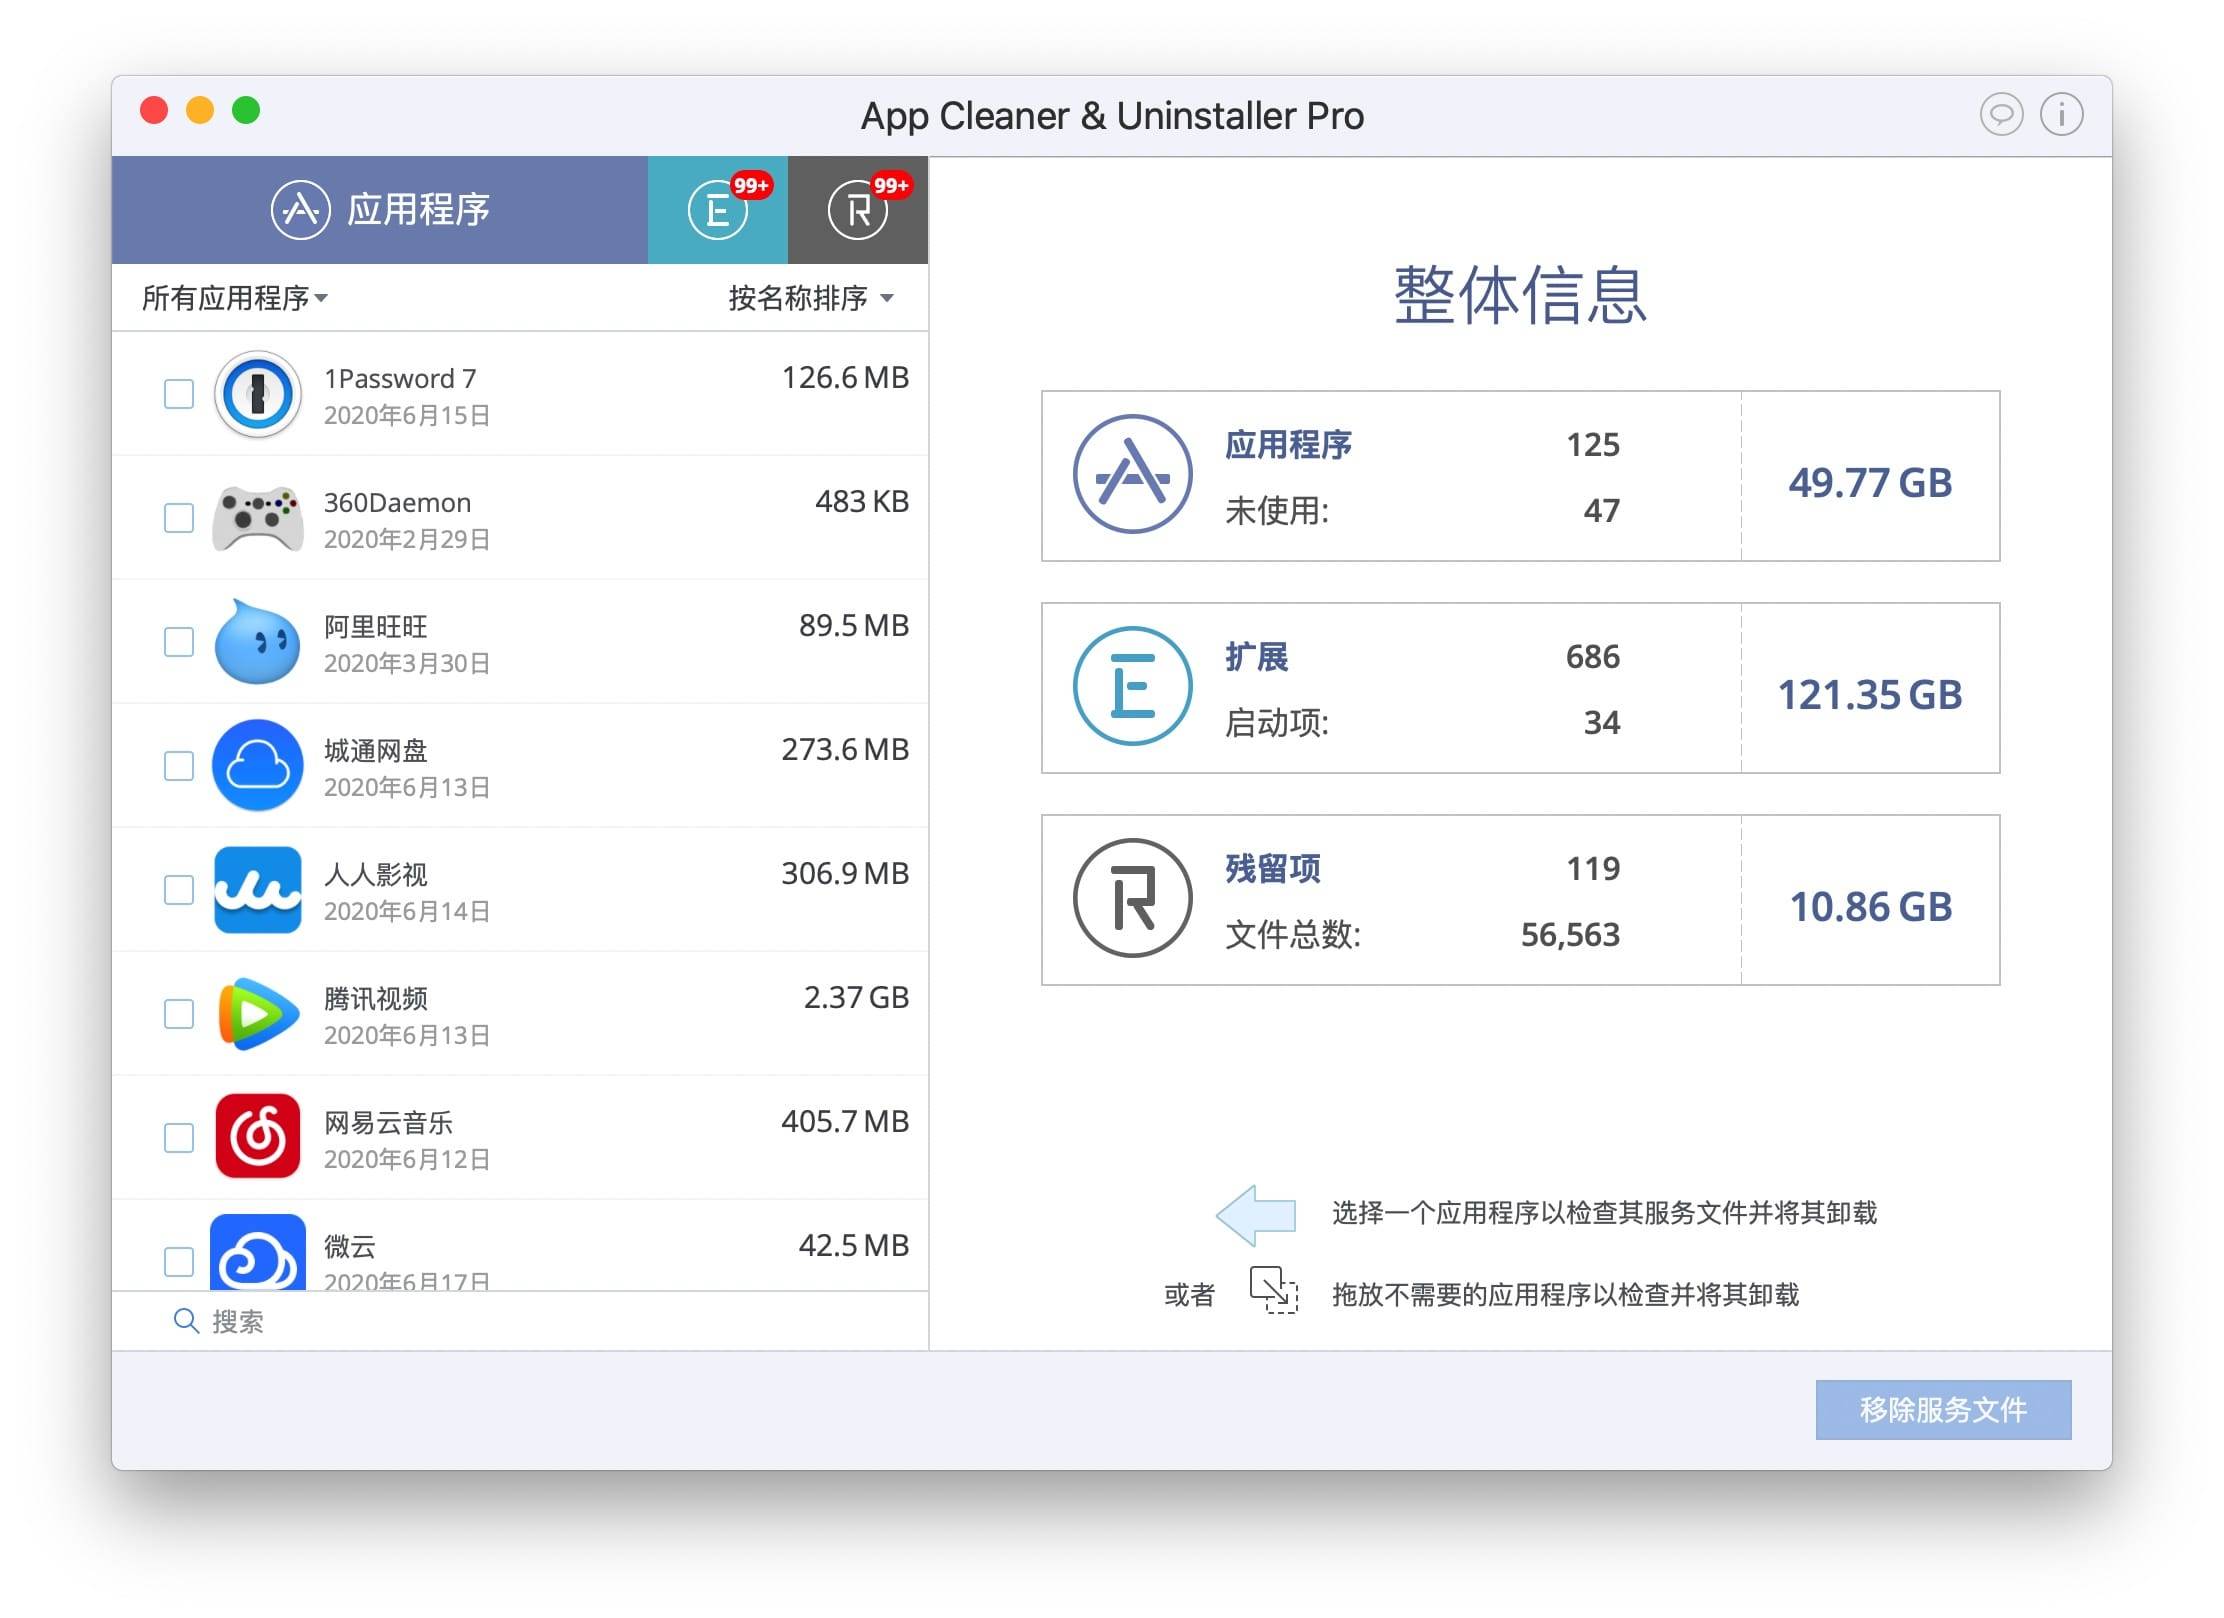 App Cleaner & Uninstaller Pro
应用程序
99+
99+
所有应用程序
按名称排序
1Password 7
126.6 MB
2020年6月15日
360Daemon
483 KB
2020年2月29日
阿里旺旺
89.5 MB
2020年3月30日
城通网盘
273.6 MB
2020年6月13日
人人影视
306.9 MB
2020年6月14日
腾讯视频
2.37 GB
2020年6月13日
网易云音乐
405.7 MB
2020年6月12日
微云
42.5 MB
2020年6月17日
搜索
整体信息
应用程序 125
未使用: 47
49.77 GB
扩展 686
启动项: 34
121.35 GB
残留项 119
文件总数: 56,563
10.86 GB
选择一个应用程序以检查其服务文件并将其卸载
或者 拖放不需要的应用程序以检查并将其卸载
移除服务文件